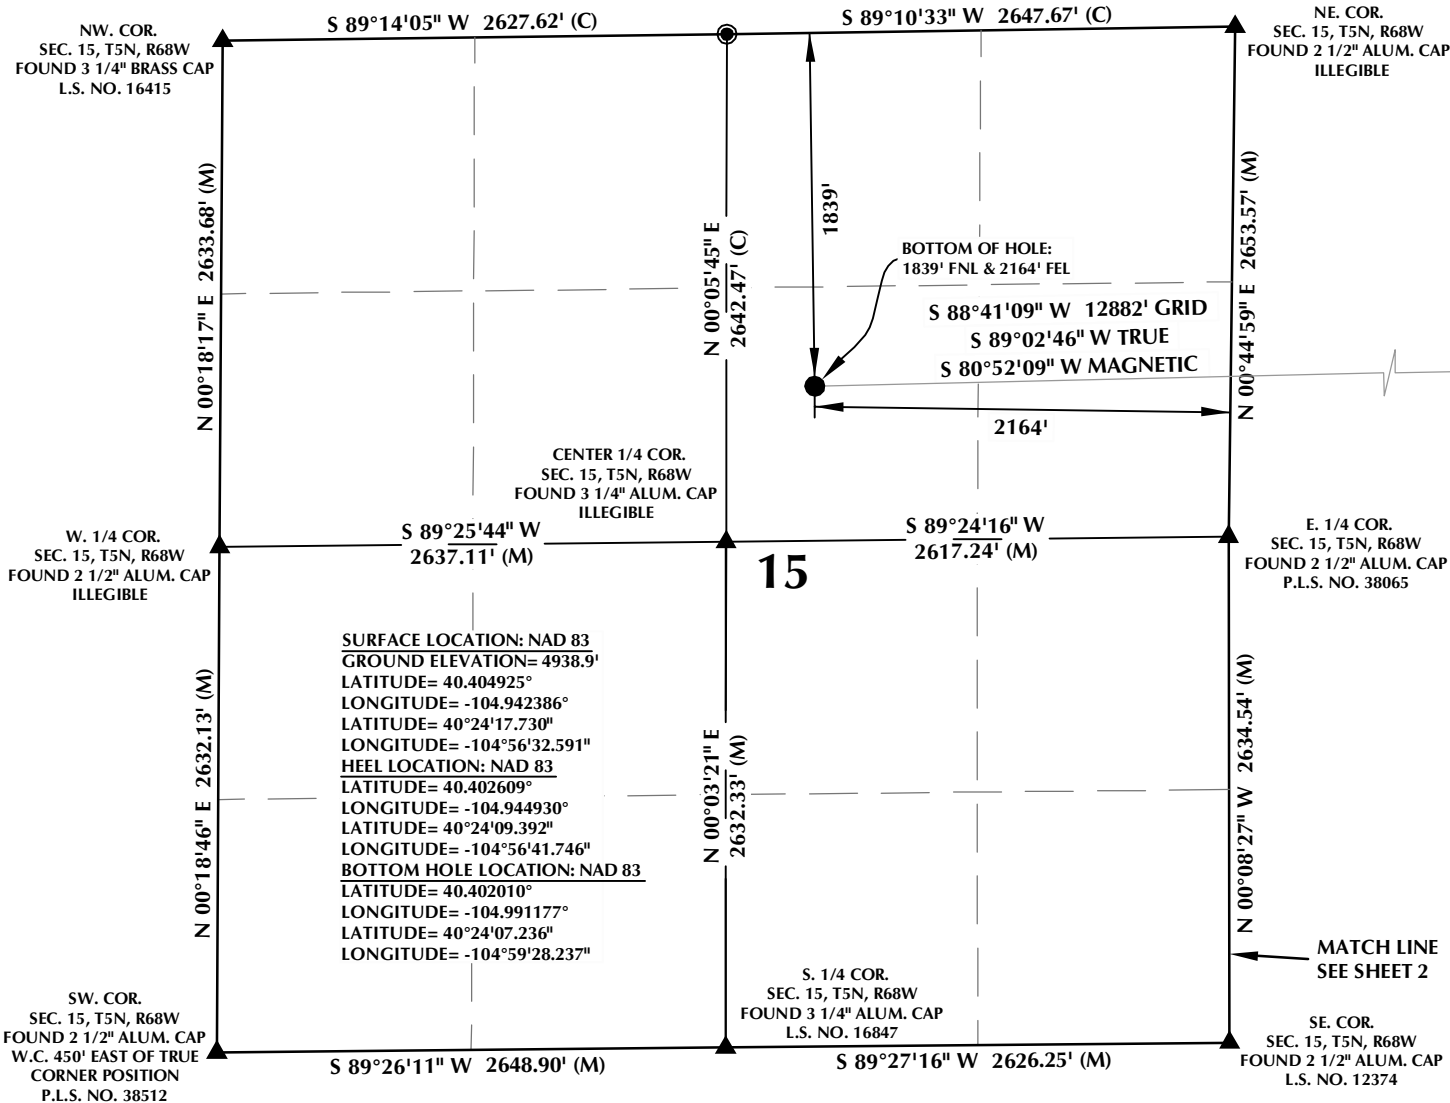 S 89°14'05" W 2627.62' (C)
S 89°10'33" W 2647.67' (C)
NW. COR.
SEC. 15, T5N, R68W
FOUND 3 1/4" BRASS CAP
L.S. NO. 16415
NE. COR.
SEC. 15, T5N, R68W
FOUND 2 1/2" ALUM. CAP
ILLEGIBLE
N 00°18'17" E 2633.68' (M)
N 00°05'45" E
2642.47' (C)
1839'
N 00°44'59" E 2653.57' (M)
BOTTOM OF HOLE:
1839' FNL & 2164' FEL
S 88°41'09" W 12882' GRID
S 89°02'46" W TRUE
S 80°52'09" W MAGNETIC
2164'
CENTER 1/4 COR.
SEC. 15, T5N, R68W
FOUND 3 1/4" ALUM. CAP
ILLEGIBLE
W. 1/4 COR.
SEC. 15, T5N, R68W
FOUND 2 1/2" ALUM. CAP
ILLEGIBLE
S 89°25'44" W
2637.11' (M)
S 89°24'16" W
2617.24' (M)
E. 1/4 COR.
SEC. 15, T5N, R68W
FOUND 2 1/2" ALUM. CAP
P.L.S. NO. 38065
15
SURFACE LOCATION: NAD 83
GROUND ELEVATION= 4938.9'
LATITUDE= 40.404925°
LONGITUDE= -104.942386°
LATITUDE= 40°24'17.730"
LONGITUDE= -104°56'32.591"
HEEL LOCATION: NAD 83
LATITUDE= 40.402609°
LONGITUDE= -104.944930°
LATITUDE= 40°24'09.392"
LONGITUDE= -104°56'41.746"
BOTTOM HOLE LOCATION: NAD 83
LATITUDE= 40.402010°
LONGITUDE= -104.991177°
LATITUDE= 40°24'07.236"
LONGITUDE= -104°59'28.237"
N 00°18'46" E 2632.13' (M)
N 00°03'21" E
2632.33' (M)
N 00°08'27" W 2634.54' (M)
MATCH LINE
SEE SHEET 2
SW. COR.
SEC. 15, T5N, R68W
FOUND 2 1/2" ALUM. CAP
W.C. 450' EAST OF TRUE
CORNER POSITION
P.L.S. NO. 38512
S. 1/4 COR.
SEC. 15, T5N, R68W
FOUND 3 1/4" ALUM. CAP
L.S. NO. 16847
SE. COR.
SEC. 15, T5N, R68W
FOUND 2 1/2" ALUM. CAP
L.S. NO. 12374
S 89°26'11" W 2648.90' (M)
S 89°27'16" W 2626.25' (M)